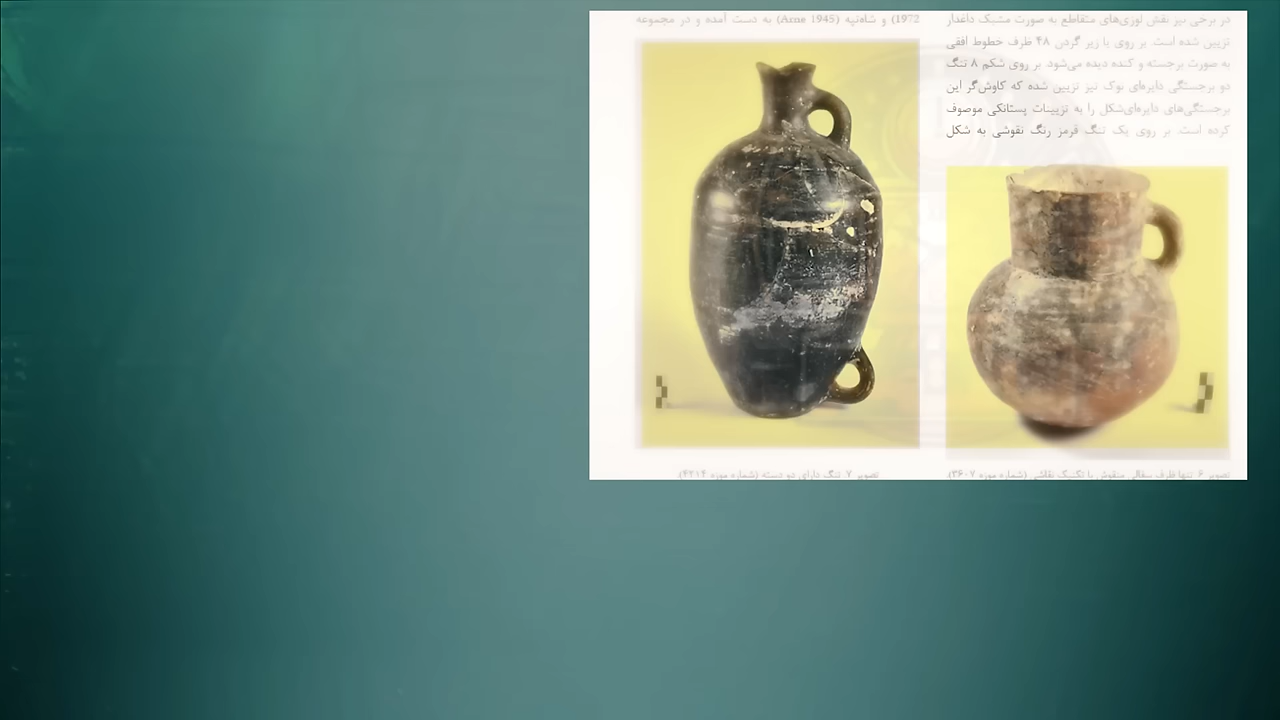 در برخی نیز نقش لوزی‌های متقاطع به صورت مشبک داغدار
تزیین شده است. بر روی یا زیر گردن ۴۸ ظرف خطوط افقی
به صورت برجسته و کنده دیده می‌شود. بر روی شکم ۸ تنگ
دو برجستگی دایره‌ای نوک تیز تزیین شده که کاوش‌گر این
برجستگی‌های دایره‌ای‌شکل را به تزیینات پستانکی موصوف
کرده است. بر روی یک تنگ قرمز رنگ نقوشی به شکل
تصویر ۶. تنها ظرف سفالی منقوش با تکنیک نقاشی (شماره موزه ۳۶۰۷)
1972) و شاه‌تپه (Arne 1945) به دست آمده و در مجموعه
تصویر ۷. تنگ دارای دو دسته (شماره موزه ۴۲۱۴)